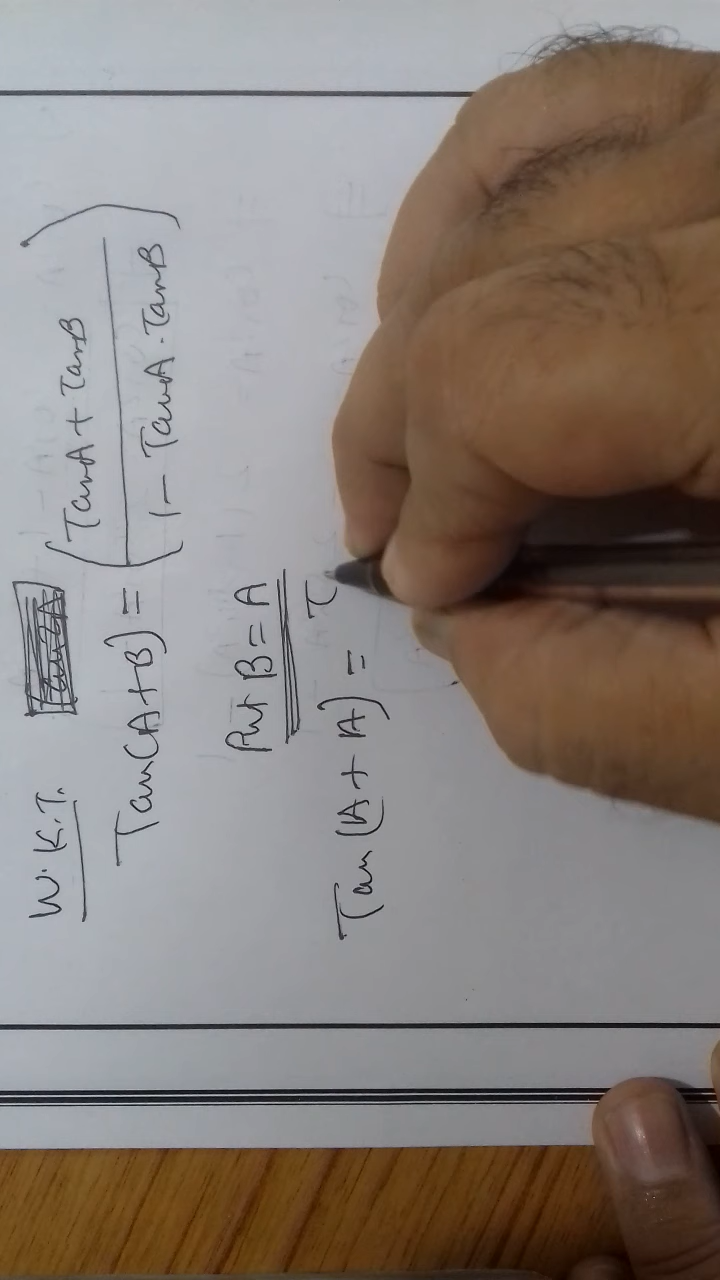 W.K.T.
Tan(A+B) = (TanA + TanB / 1 - TanA . TanB)
Put B = A
Tan(A + A) = T